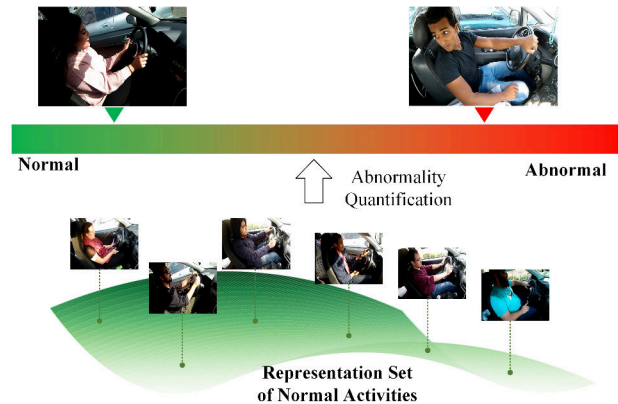 Normal
Abnormal
Abnormality
Quantification
Representation Set
of Normal Activities